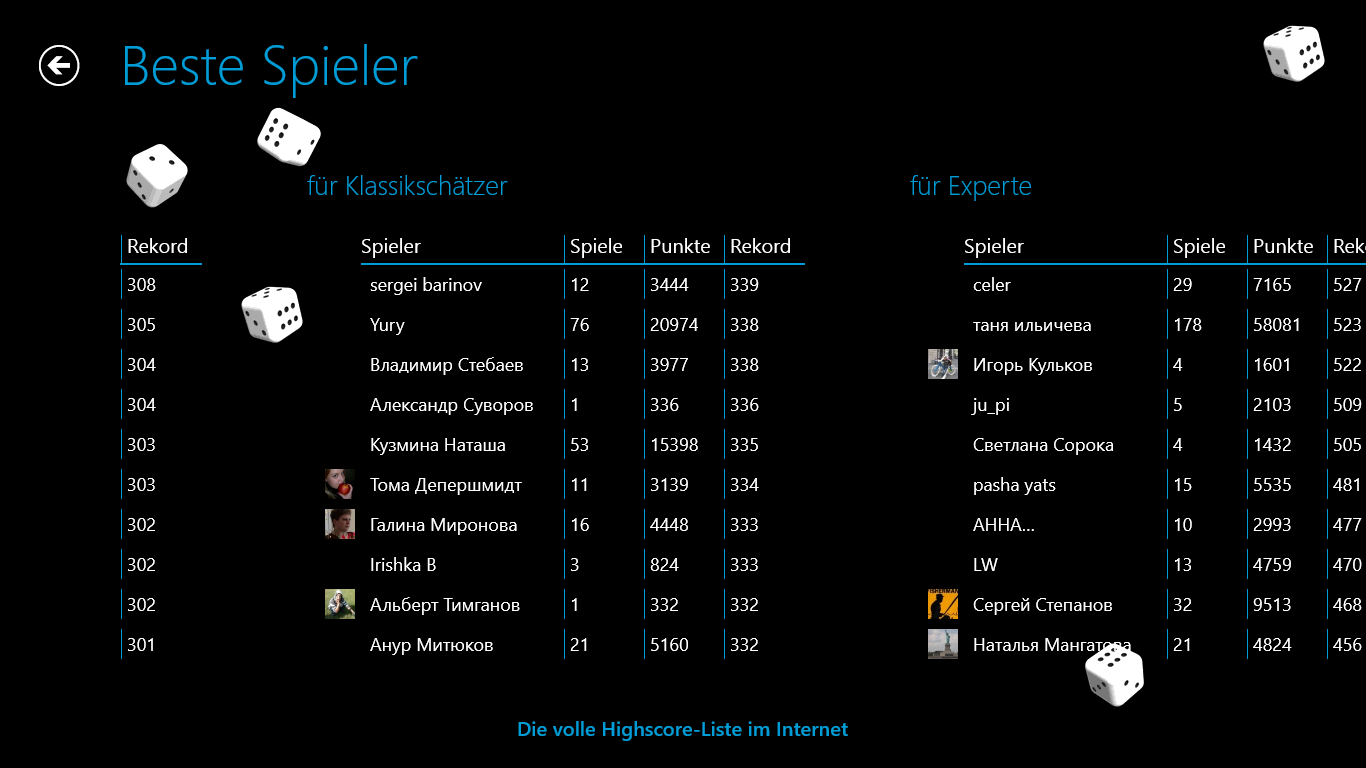 Beste Spieler
für Klassikschätzer
für Experte
Rekord
308
305
304
304
303
303
302
302
302
301
Spieler Spiele Punkte Rekord
sergei barinov 12 3444 339
Yury 76 20974 338
Владимир Стебаев 13 3977 338
Александр Суворов 1 336 336
Кузмина Наташа 53 15398 335
Тома Депершмидт 11 3139 334
Галина Миронова 16 4448 333
Irishka B 3 824 333
Альберт Тимганов 1 332 332
Анур Митюков 21 5160 332
Spieler Spiele Punkte Reko
celer 29 7165 527
таня ильичева 178 58081 523
Игорь Кульков 4 1601 522
ju_pi 5 2103 509
Светлана Сорока 4 1432 505
pasha yats 15 5535 481
АННА... 10 2993 477
LW 13 4759 470
Сергей Степанов 32 9513 468
Наталья Мангатова 21 4824 456
Die volle Highscore-Liste im Internet